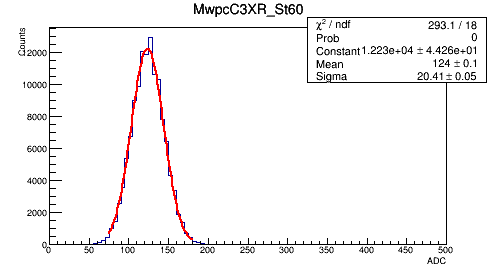 MwpcC3XR_St60
χ² / ndf 293.1 / 18
Prob 0
Constant 1.223e+04 ± 4.426e+01
Mean 124 ± 0.1
Sigma 20.41 ± 0.05
Counts
12000
10000
8000
6000
4000
2000
0
0 50 100 150 200 250 300 350 400 450 500
ADC